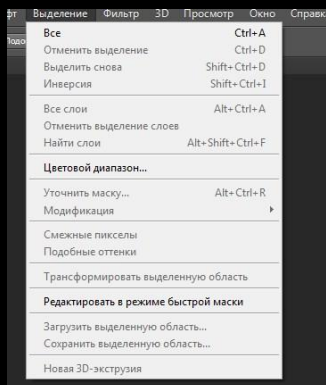 Выделение Фильтр 3D Просмотр Окно Справк
Все Ctrl+A
Отменить выделение Ctrl+D
Выделить снова Shift+Ctrl+D
Инверсия Shift+Ctrl+I
Все слои Alt+Ctrl+A
Отменить выделение слоев
Найти слои Alt+Shift+Ctrl+F
Цветовой диапазон...
Уточнить маску... Alt+Ctrl+R
Модификация
Смежные пикселы
Подобные оттенки
Трансформировать выделенную область
Редактировать в режиме быстрой маски
Загрузить выделенную область...
Сохранить выделенную область...
Новая 3D-экструзия